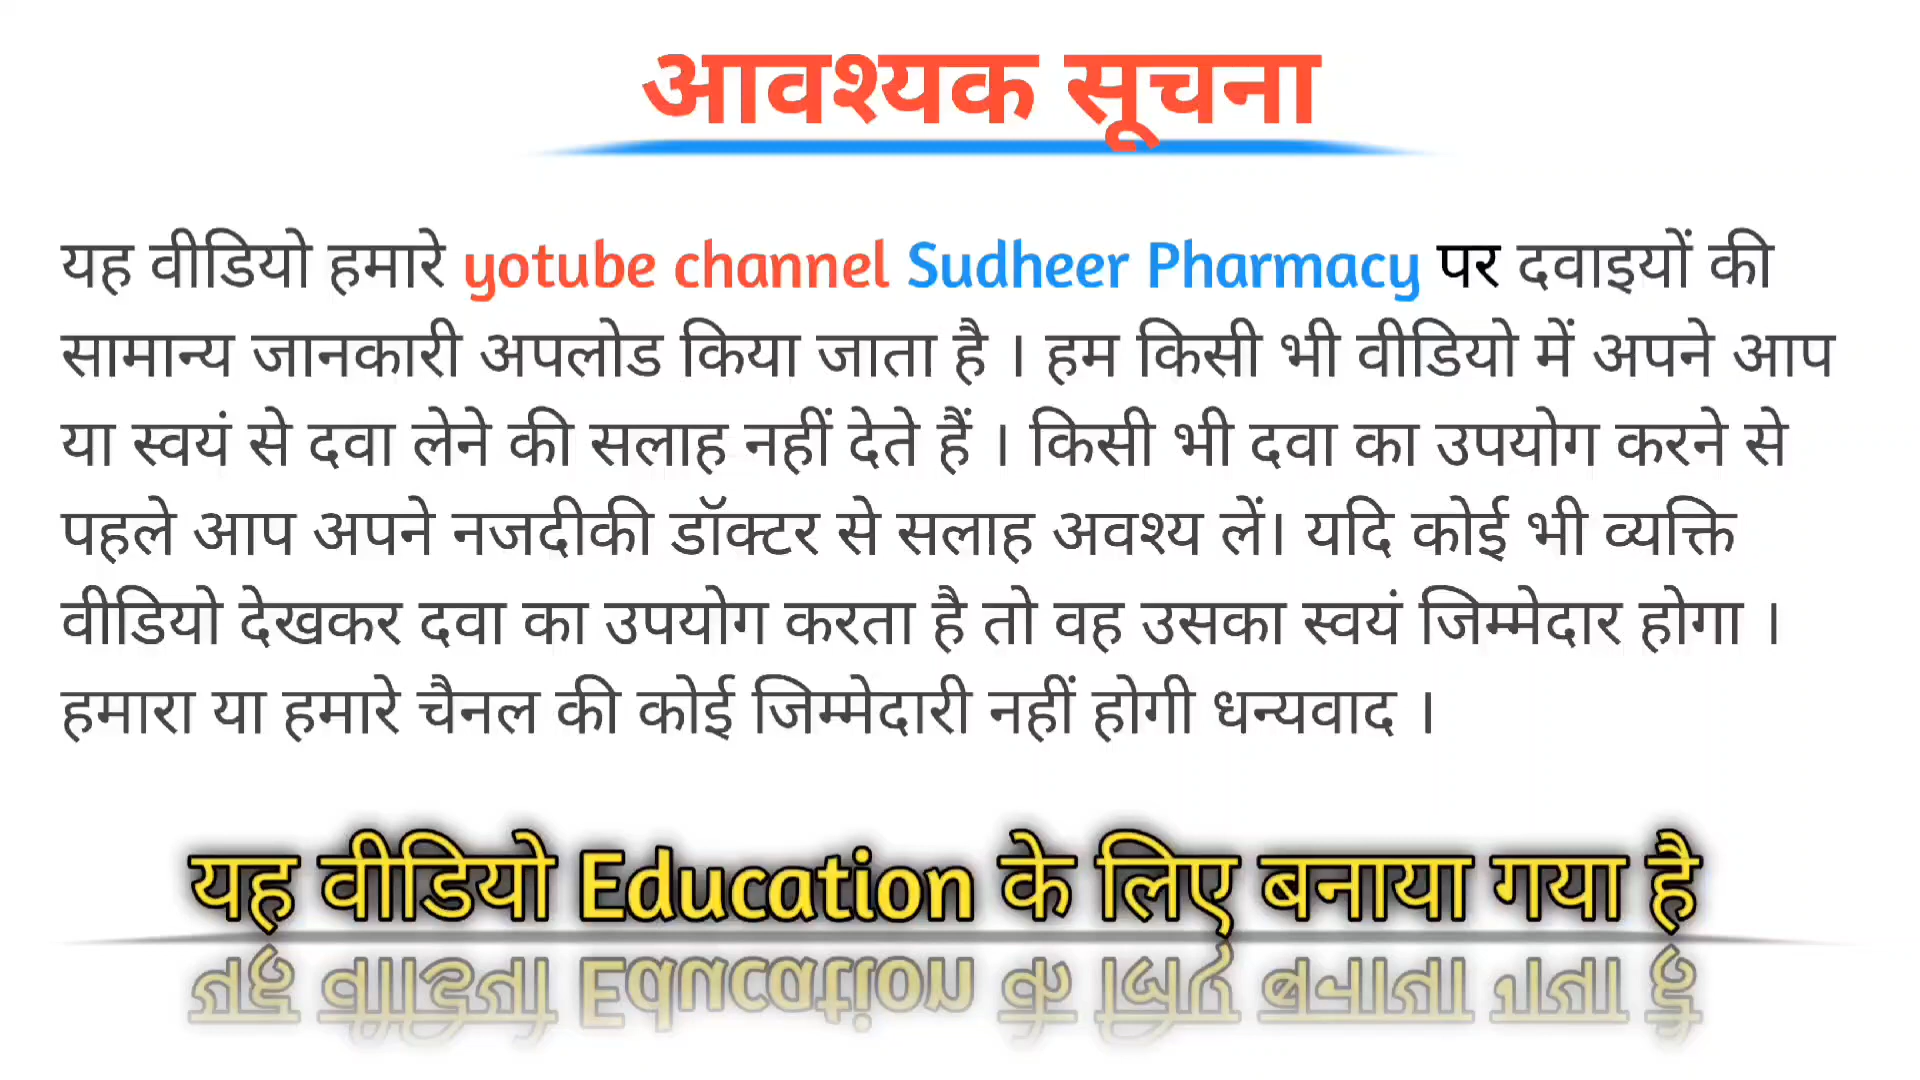 आवश्यक सूचना
यह वीडियो हमारे yotube channel Sudheer Pharmacy पर दवाइयों की
सामान्य जानकारी अपलोड किया जाता है । हम किसी भी वीडियो में अपने आप
या स्वयं से दवा लेने की सलाह नहीं देते हैं । किसी भी दवा का उपयोग करने से
पहले आप अपने नजदीकी डॉक्टर से सलाह अवश्य लें। यदि कोई भी व्यक्ति
वीडियो देखकर दवा का उपयोग करता है तो वह उसका स्वयं जिम्मेदार होगा ।
हमारा या हमारे चैनल की कोई जिम्मेदारी नहीं होगी धन्यवाद ।
यह वीडियो Education के लिए बनाया गया है